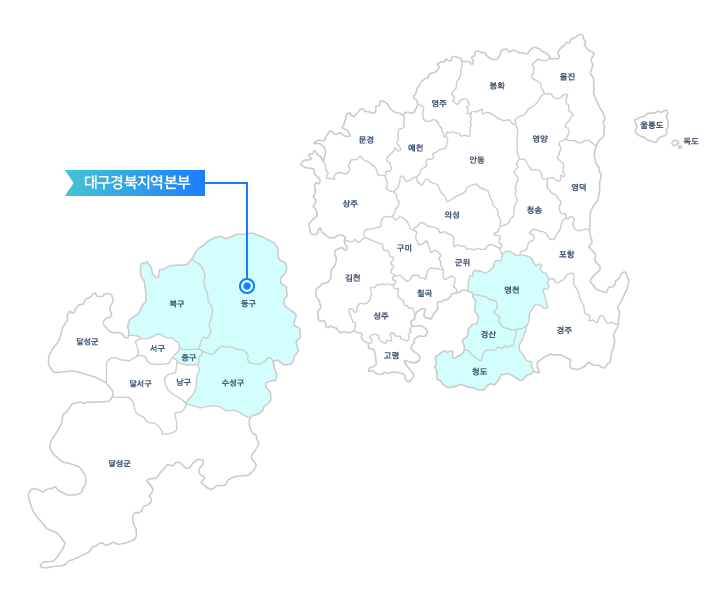 울진
봉화
영주
울릉도
영양
문경
독도
예천
안동
대구경북지역본부
영덕
상주
청송
의성
구미
포항
군위
김천
영천
칠곡
북구
동구
성주
경주
경산
달성군
서구
고령
중구
청도
달서구
남구
수성구
달성군